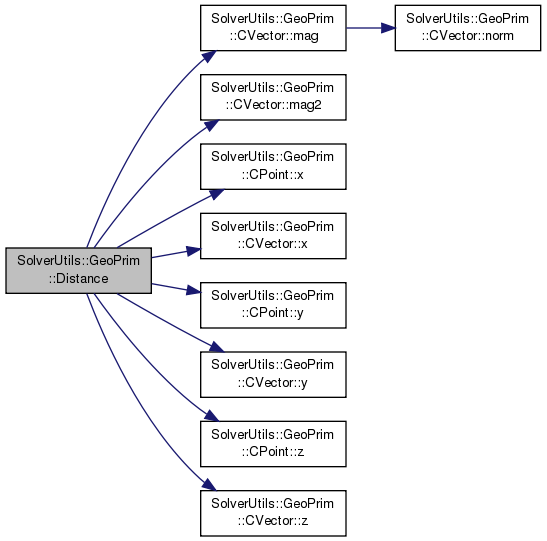 SolverUtils::GeoPrim
::Distance
SolverUtils::GeoPrim
::CVector::mag
SolverUtils::GeoPrim
::CVector::norm
SolverUtils::GeoPrim
::CVector::mag2
SolverUtils::GeoPrim
::CPoint::x
SolverUtils::GeoPrim
::CVector::x
SolverUtils::GeoPrim
::CPoint::y
SolverUtils::GeoPrim
::CVector::y
SolverUtils::GeoPrim
::CPoint::z
SolverUtils::GeoPrim
::CVector::z